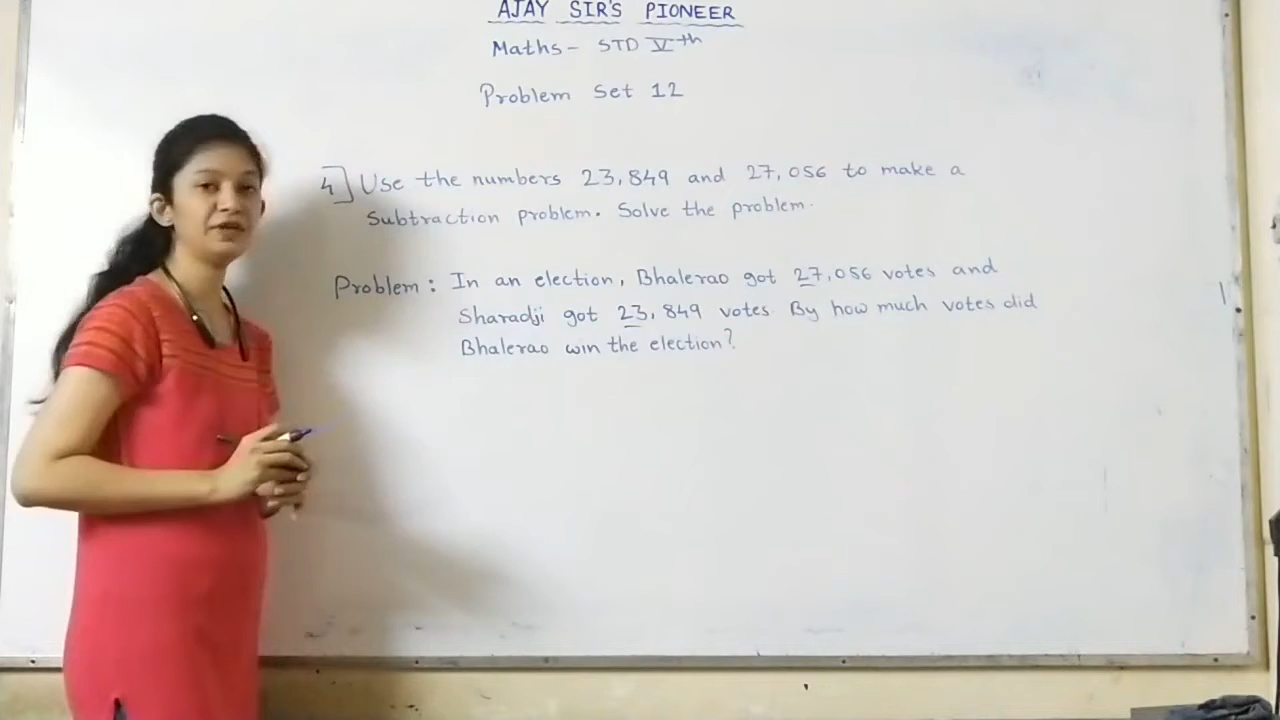 AJAY SIR'S PIONEER
Maths - STD Vth
Problem Set 12
4] Use the numbers 23,849 and 27,056 to make a
subtraction problem. Solve the problem.
Problem : In an election, Bhalerao got 27,056 votes and
Sharadji got 23,849 votes. By how much votes did
Bhalerao win the election?